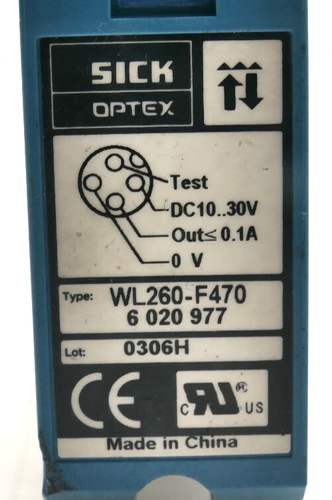 SICK
OPTEX
Test
DC10..30V
Out≤ 0.1A
0 V
Type: WL260-F470
6 020 977
Lot: 0306H
CE
C RU ® US
Made in China